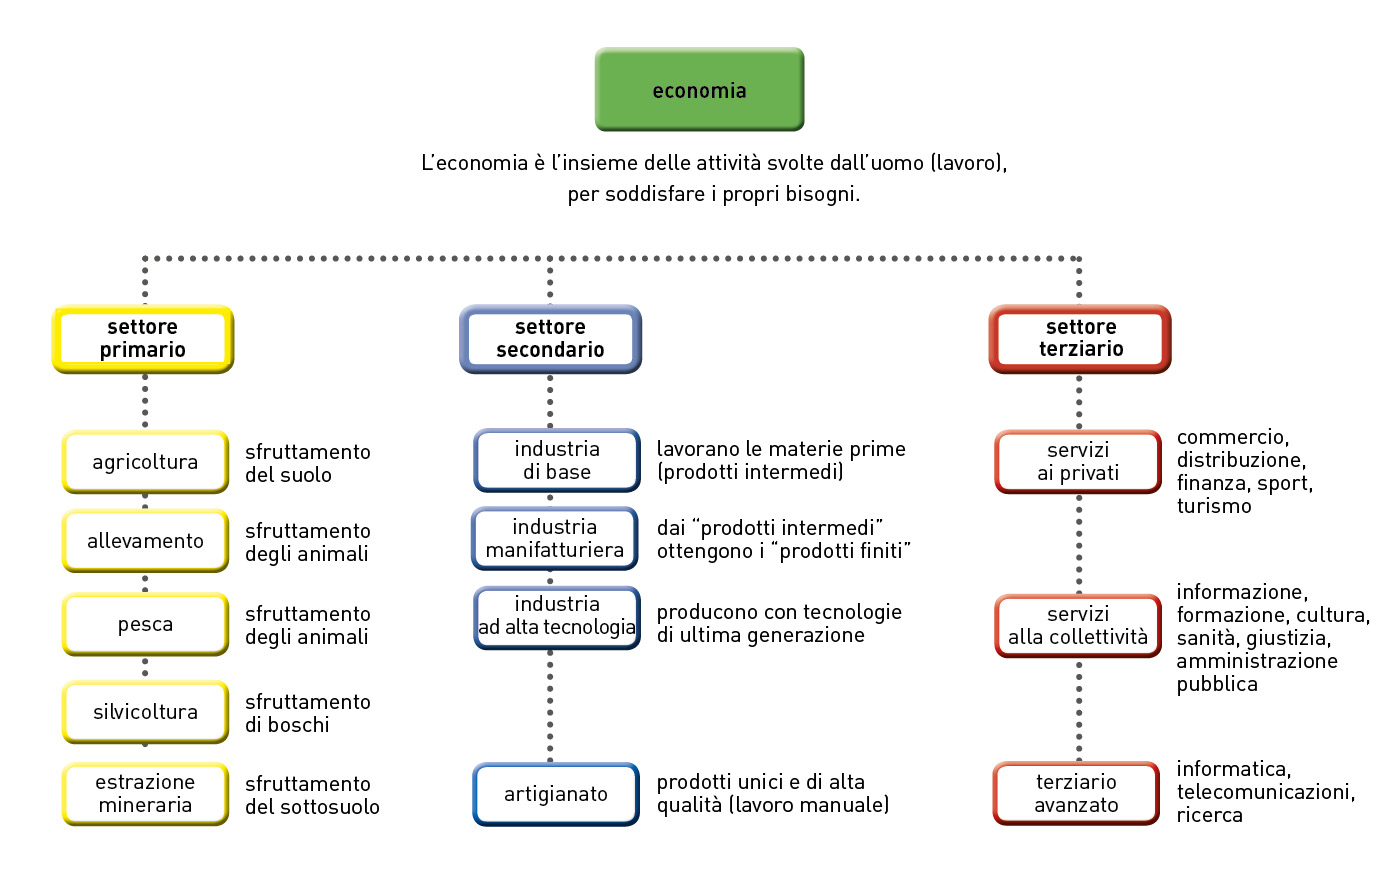 economia
L’economia è l’insieme delle attività svolte dall’uomo (lavoro),
per soddisfare i propri bisogni.
settore
primario
agricoltura
sfruttamento
del suolo
allevamento
sfruttamento
degli animali
pesca
sfruttamento
degli animali
silvicoltura
sfruttamento
di boschi
estrazione
mineraria
sfruttamento
del sottosuolo
settore
secondario
industria
di base
lavorano le materie prime
(prodotti intermedi)
industria
manifatturiera
dai “prodotti intermedi”
ottengono i “prodotti finiti”
industria
ad alta tecnologia
producono con tecnologie
di ultima generazione
artigianato
prodotti unici e di alta
qualità (lavoro manuale)
settore
terziario
servizi
ai privati
commercio,
distribuzione,
finanza, sport,
turismo
servizi
alla collettività
informazione,
formazione, cultura,
sanità, giustizia,
amministrazione
pubblica
terziario
avanzato
informatica,
telecomunicazioni,
ricerca